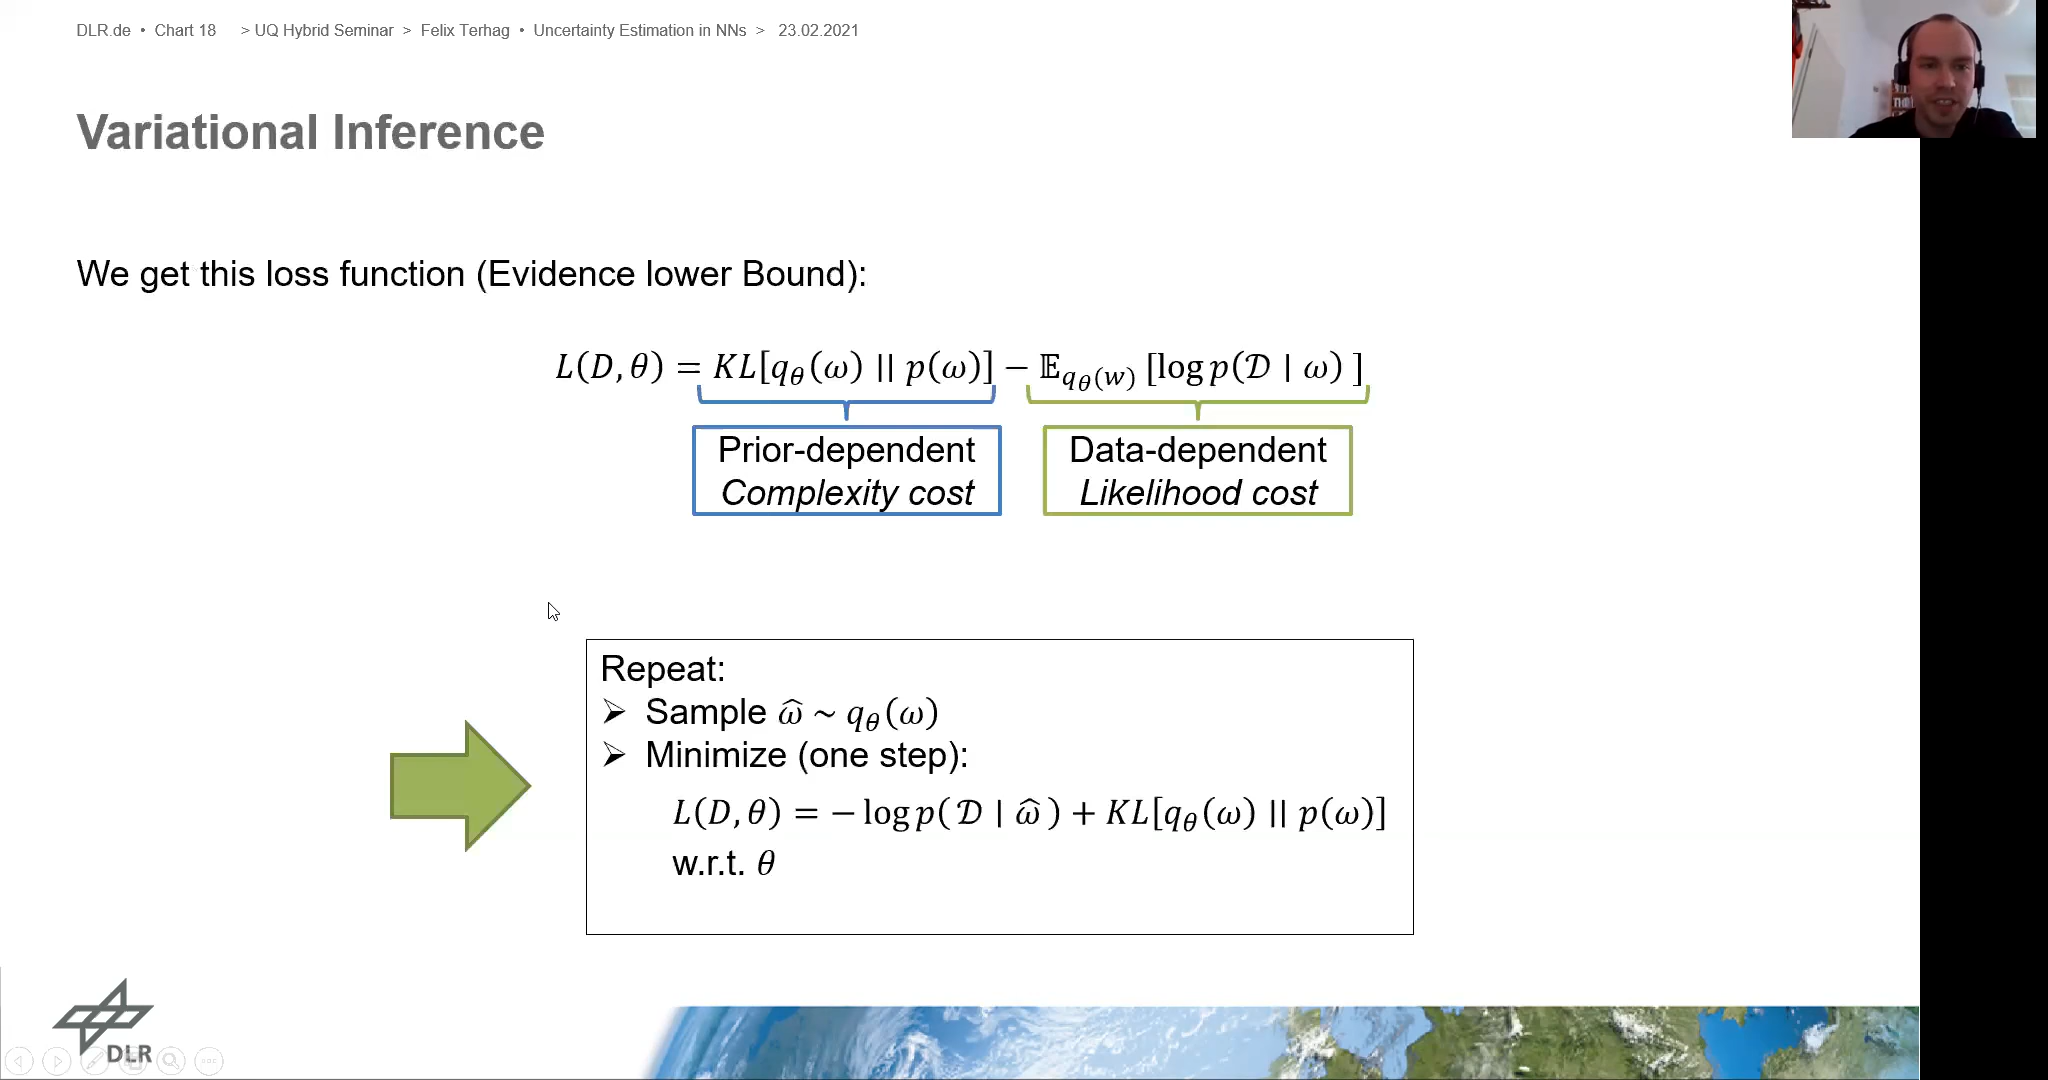 DLR.de • Chart 18 > UQ Hybrid Seminar > Felix Terhag • Uncertainty Estimation in NNs > 23.02.2021
Variational Inference
We get this loss function (Evidence lower Bound):
L(D, θ) = KL[q_θ(ω) || p(ω)] − 𝔼_{q_θ(w)} [log p(𝒟 | ω) ]
Prior-dependent
Complexity cost
Data-dependent
Likelihood cost
Repeat:
➢ Sample ω̂ ~ q_θ(ω)
➢ Minimize (one step):
L(D, θ) = − log p( 𝒟 | ω̂ ) + KL[q_θ(ω) || p(ω)]
w.r.t. θ
DLR